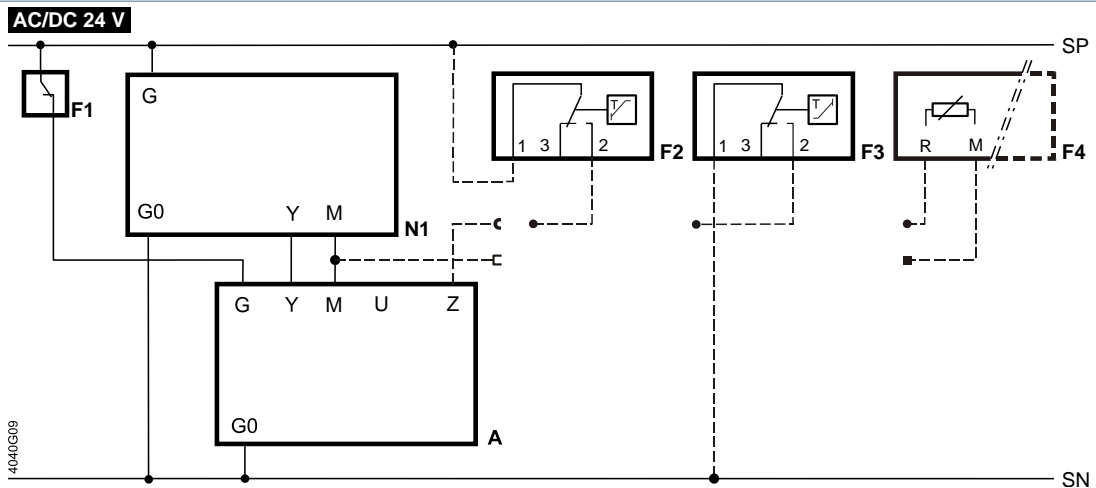 AC/DC 24 V
SP
F1
G
G0 Y M
N1
1 3 2
F2
1 3 2
F3
R M
F4
T
T
G Y M U Z
G0
A
4040G09
SN